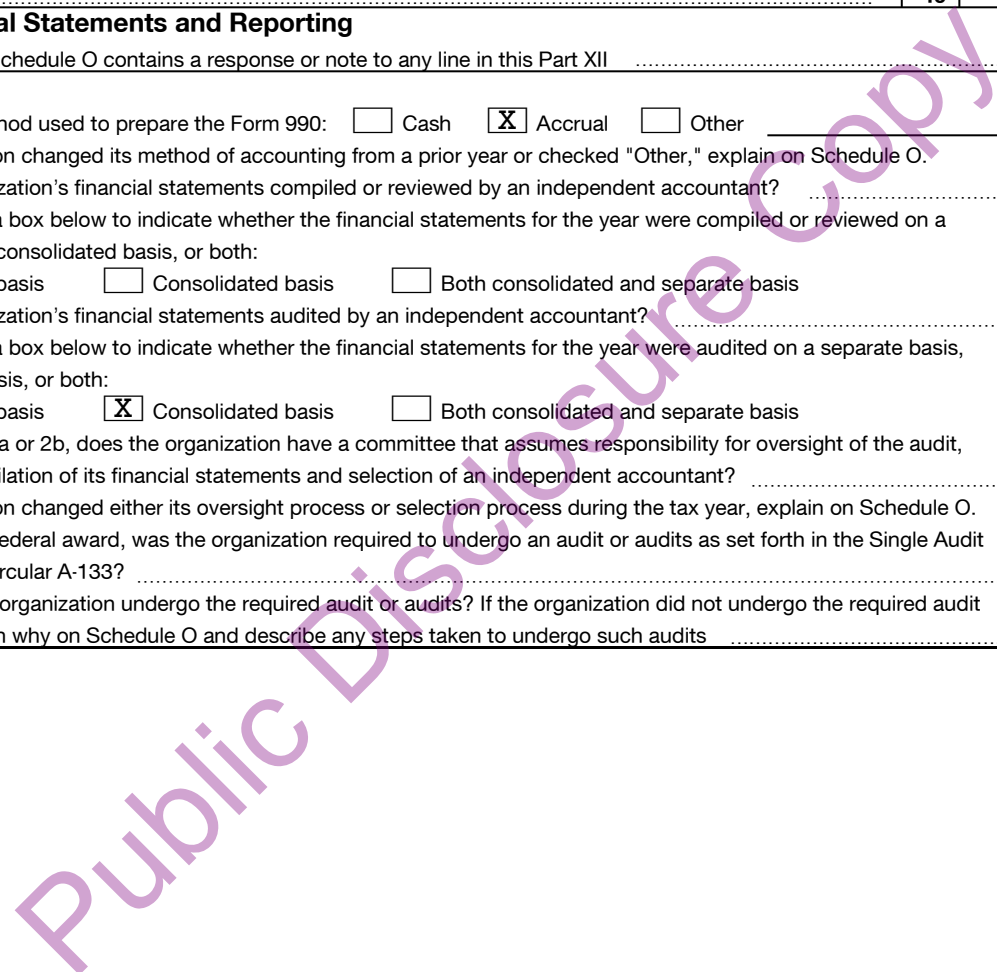 al Statements and Reporting
chedule O contains a response or note to any line in this Part XII
nod used to prepare the Form 990: Cash X Accrual Other
on changed its method of accounting from a prior year or checked "Other," explain on Schedule O.
zation's financial statements compiled or reviewed by an independent accountant?
a box below to indicate whether the financial statements for the year were compiled or reviewed on a
consolidated basis, or both:
basis Consolidated basis Both consolidated and separate basis
zation's financial statements audited by an independent accountant?
a box below to indicate whether the financial statements for the year were audited on a separate basis,
sis, or both:
basis X Consolidated basis Both consolidated and separate basis
a or 2b, does the organization have a committee that assumes responsibility for oversight of the audit,
ilation of its financial statements and selection of an independent accountant?
on changed either its oversight process or selection process during the tax year, explain on Schedule O.
ederal award, was the organization required to undergo an audit or audits as set forth in the Single Audit
rcular A-133?
organization undergo the required audit or audits? If the organization did not undergo the required audit
n why on Schedule O and describe any steps taken to undergo such audits
Public Disclosure Copy